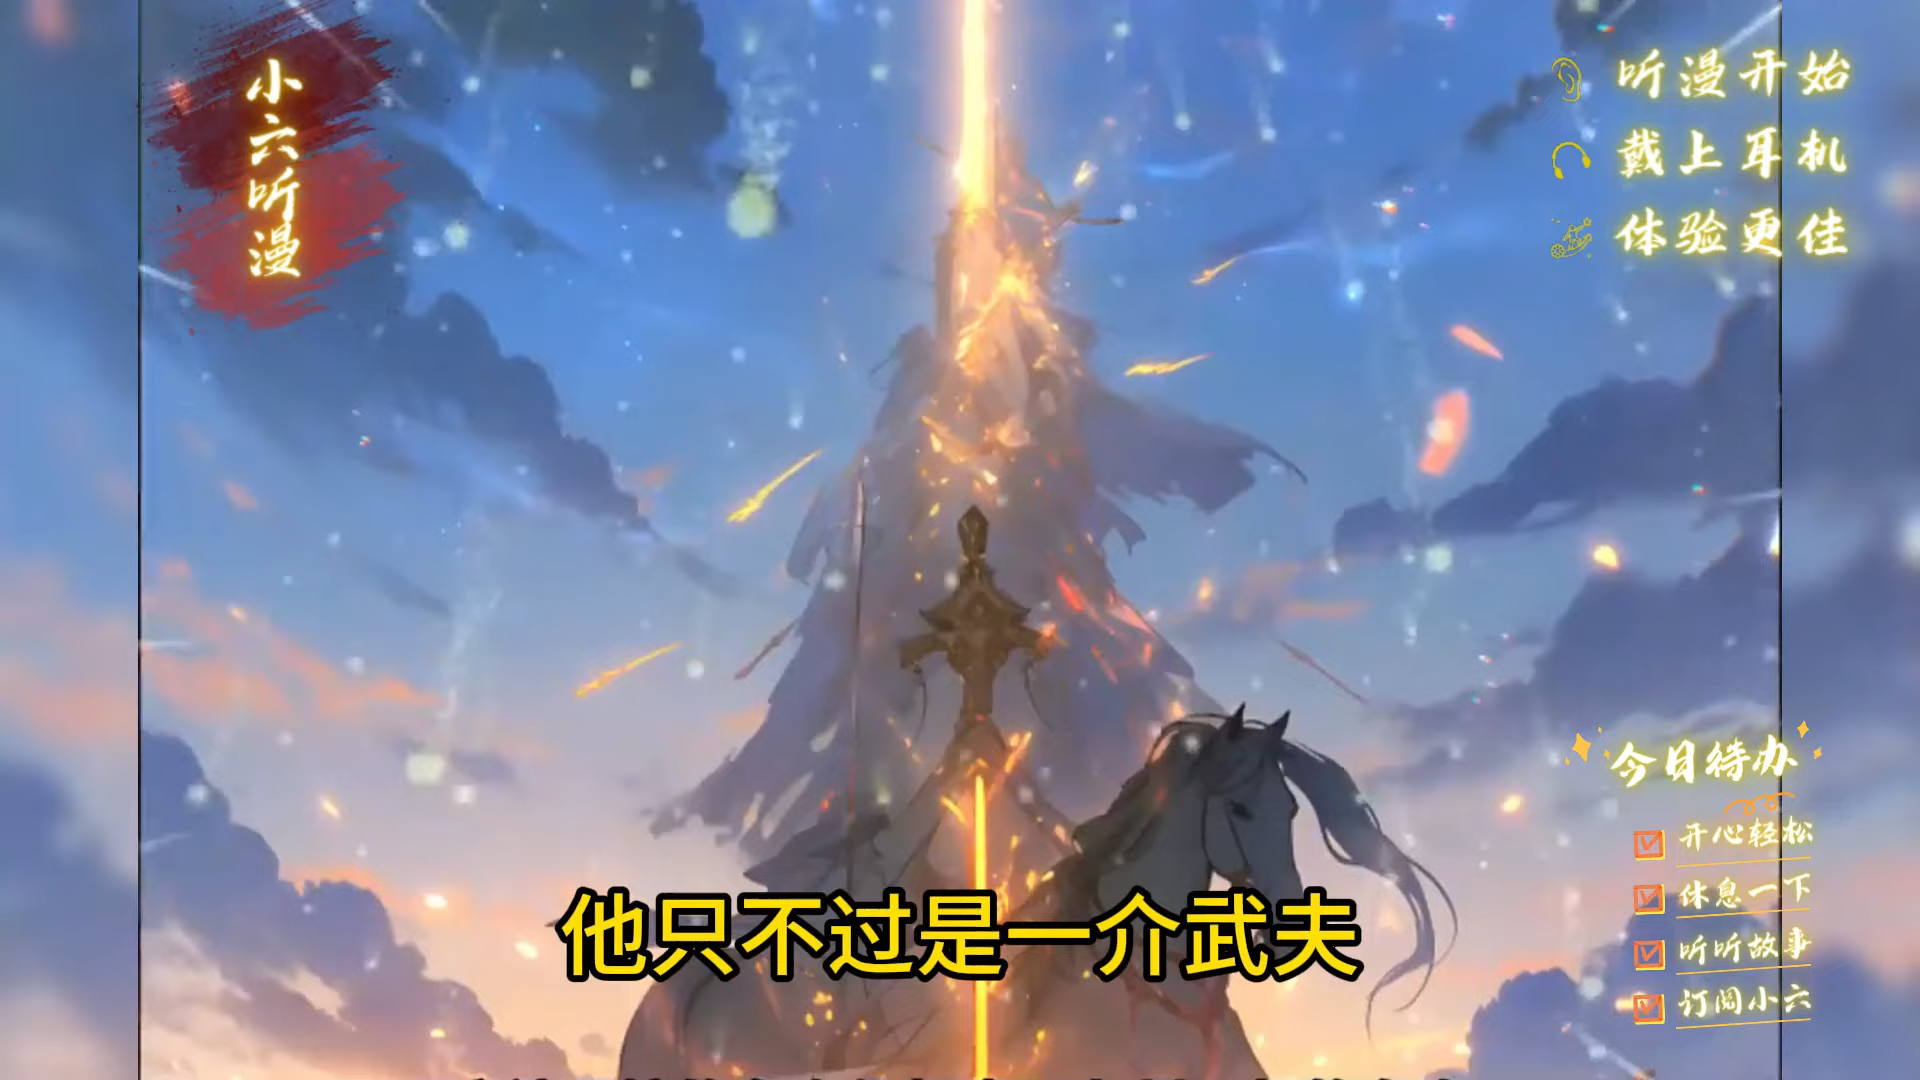 小六听漫
听漫开始
戴上耳机
体验更佳
今日待办
开心轻松
休息一下
听听故事
订阅小六
他只不过是一介武夫